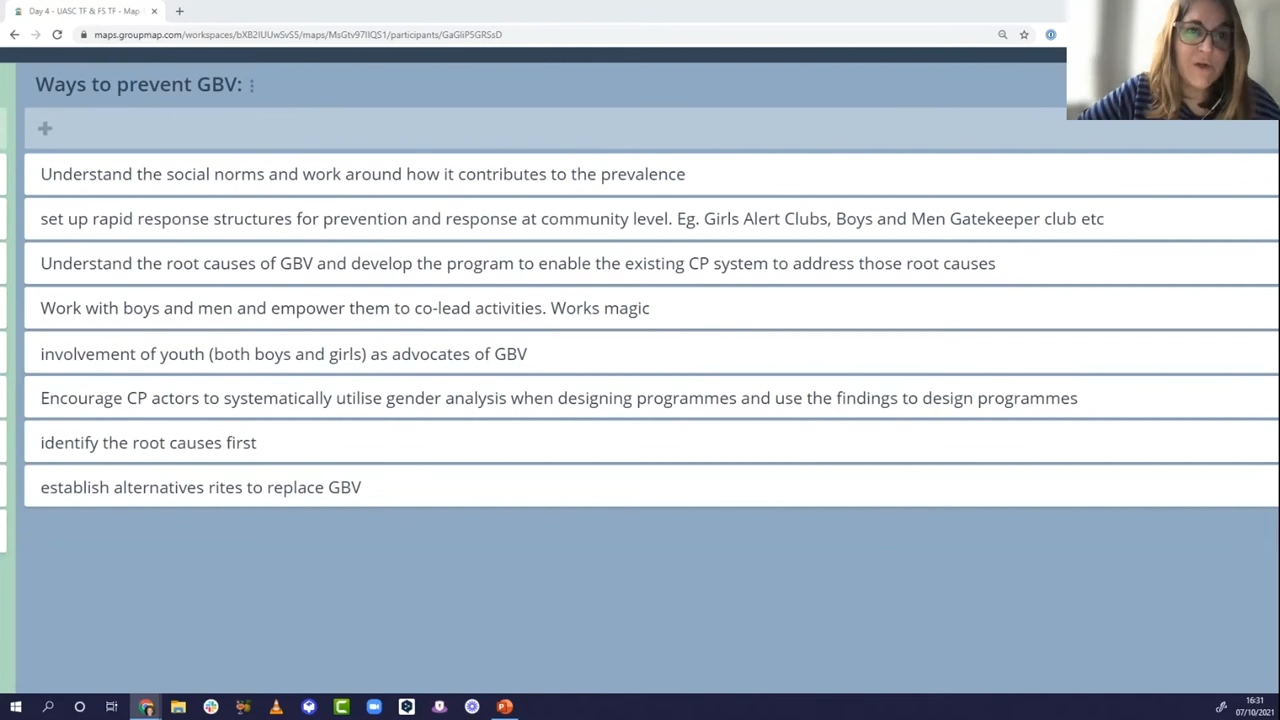 Day 4 - UASC TF & FS TF - Map
maps.groupmap.com/workspaces/bXB2IUUwSvS5/maps/MsGtv97IIQS1/participants/GaGliP5GRSsD
Ways to prevent GBV:
Understand the social norms and work around how it contributes to the prevalence
set up rapid response structures for prevention and response at community level. Eg. Girls Alert Clubs, Boys and Men Gatekeeper club etc
Understand the root causes of GBV and develop the program to enable the existing CP system to address those root causes
Work with boys and men and empower them to co-lead activities. Works magic
involvement of youth (both boys and girls) as advocates of GBV
Encourage CP actors to systematically utilise gender analysis when designing programmes and use the findings to design programmes
identify the root causes first
establish alternatives rites to replace GBV
16:31
07/10/2021